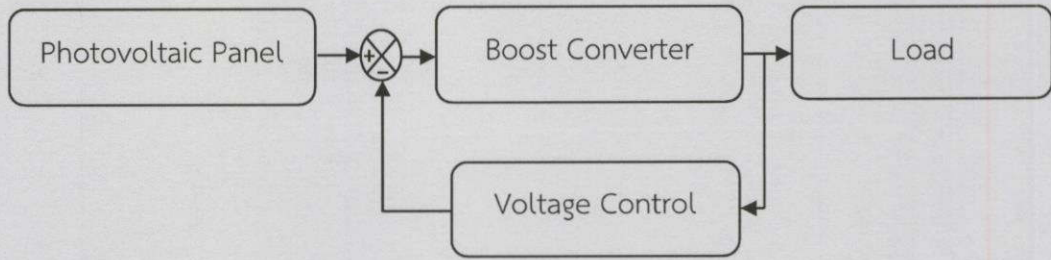 Photovoltaic Panel
+
−
Boost Converter
Load
Voltage Control